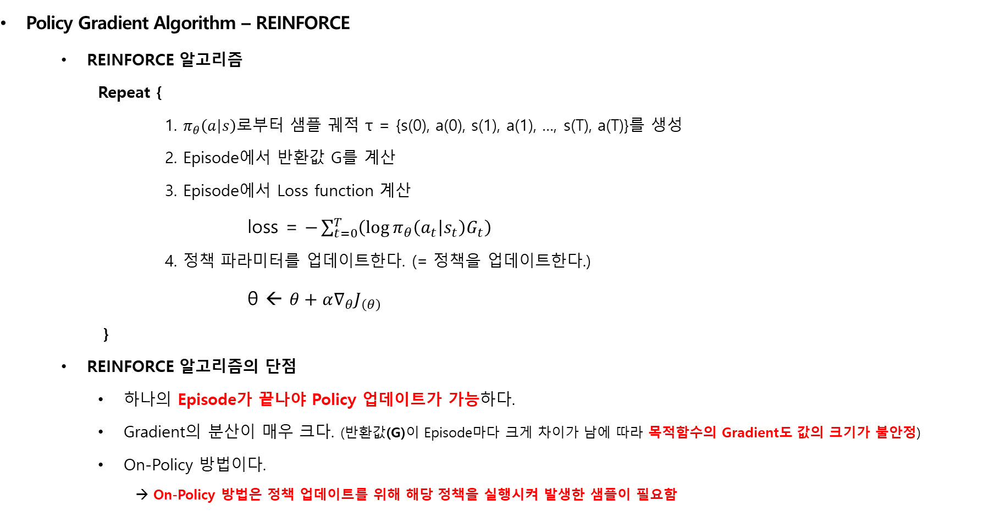 • Policy Gradient Algorithm – REINFORCE
• REINFORCE 알고리즘
Repeat {
1. π_θ(a|s)로부터 샘플 궤적 τ = {s(0), a(0), s(1), a(1), …, s(T), a(T)}를 생성
2. Episode에서 반환값 G를 계산
3. Episode에서 Loss function 계산
loss = −∑_{t=0}^{T}(log π_θ(a_t|s_t)G_t)
4. 정책 파라미터를 업데이트한다. (= 정책을 업데이트한다.)
θ ← θ + α∇_θJ_(θ)
}
• REINFORCE 알고리즘의 단점
• 하나의 Episode가 끝나야 Policy 업데이트가 가능하다.
• Gradient의 분산이 매우 크다. (반환값(G)이 Episode마다 크게 차이가 남에 따라 목적함수의 Gradient도 값의 크기가 불안정)
• On-Policy 방법이다.
→ On-Policy 방법은 정책 업데이트를 위해 해당 정책을 실행시켜 발생한 샘플이 필요함